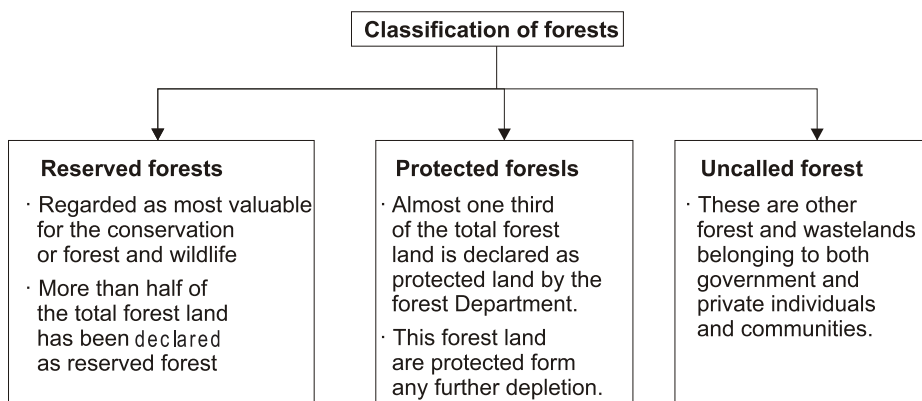 Classification of forests
Reserved forests
· Regarded as most valuable
for the conservation
or forest and wildlife
· More than half of
the total forest land
has been declared
as reserved forest
Protected foresls
· Almost one third
of the total forest
land is declared as
protected land by the
forest Department.
· This forest land
are protected form
any further depletion.
Uncalled forest
· These are other
forest and wastelands
belonging to both
government and
private individuals
and communities.